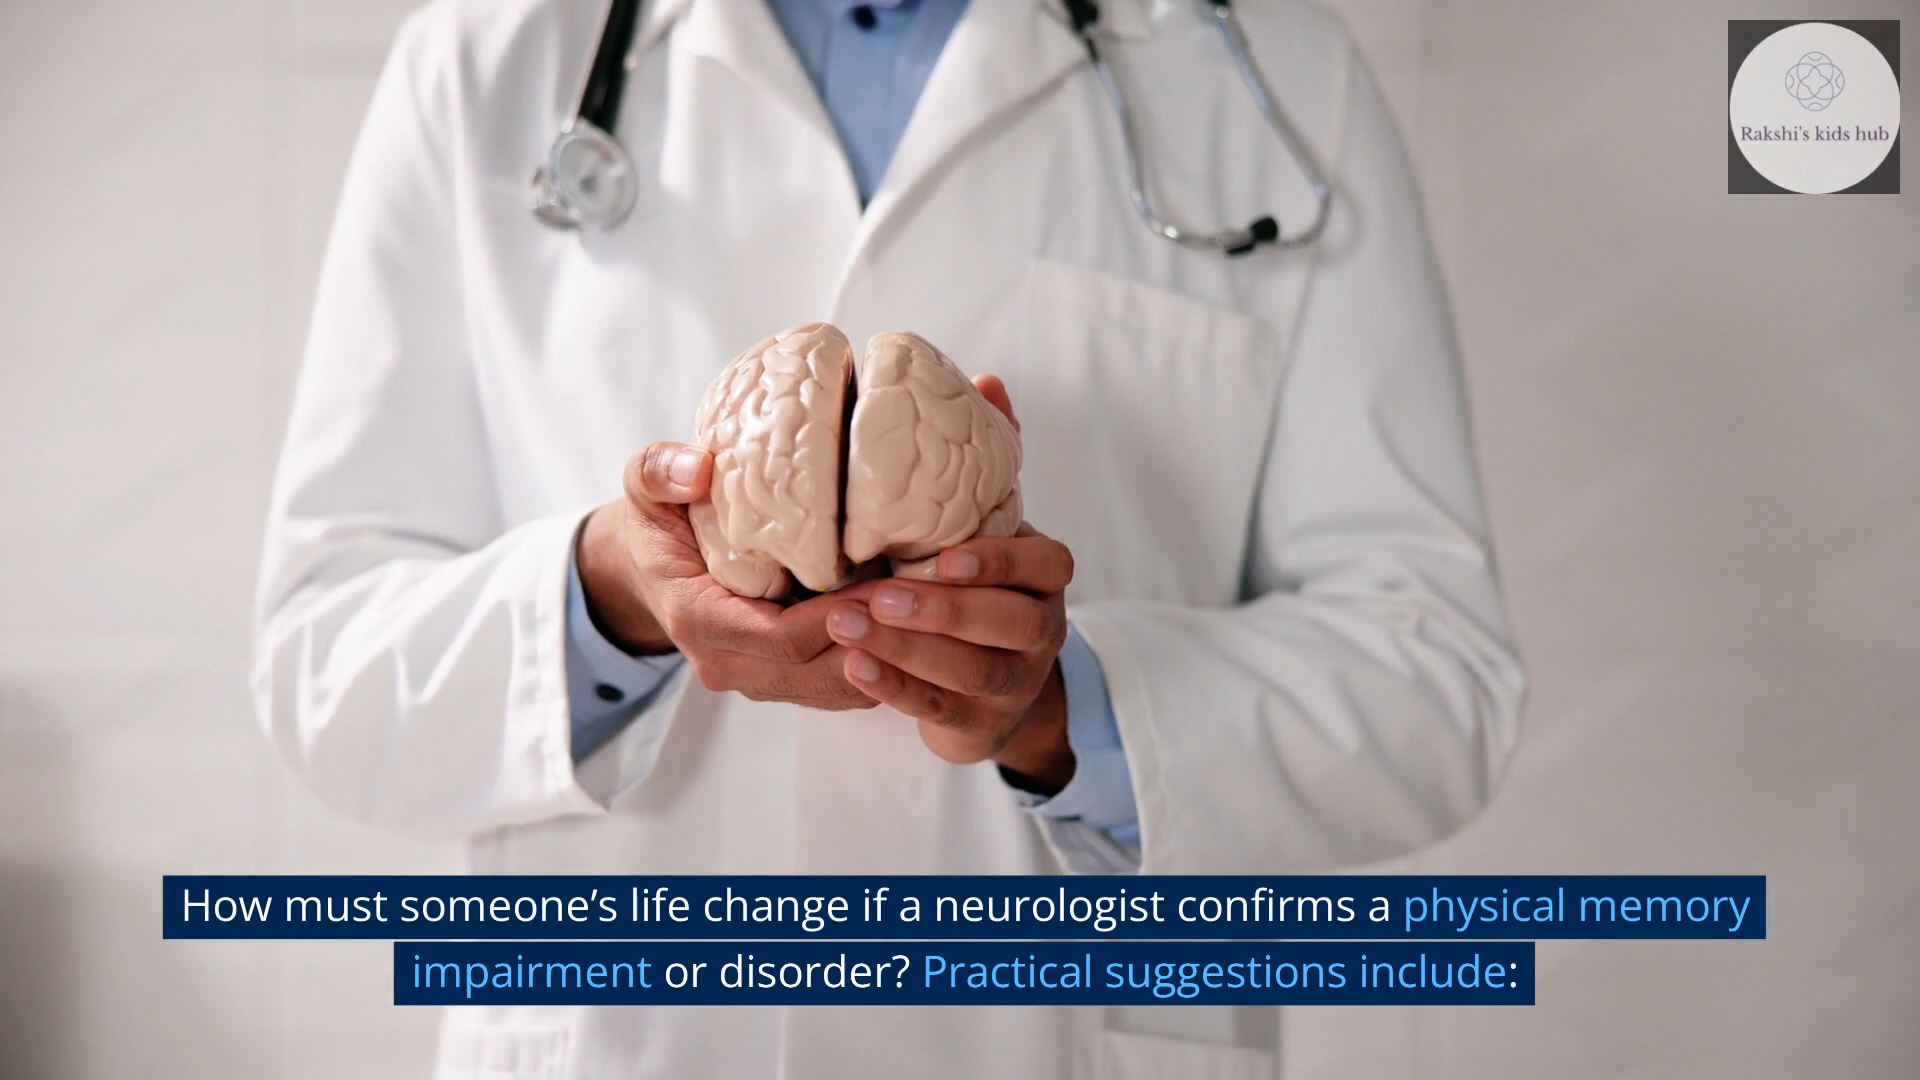 Rakshi's kids hub
How must someone’s life change if a neurologist confirms a physical memory
impairment or disorder? Practical suggestions include: